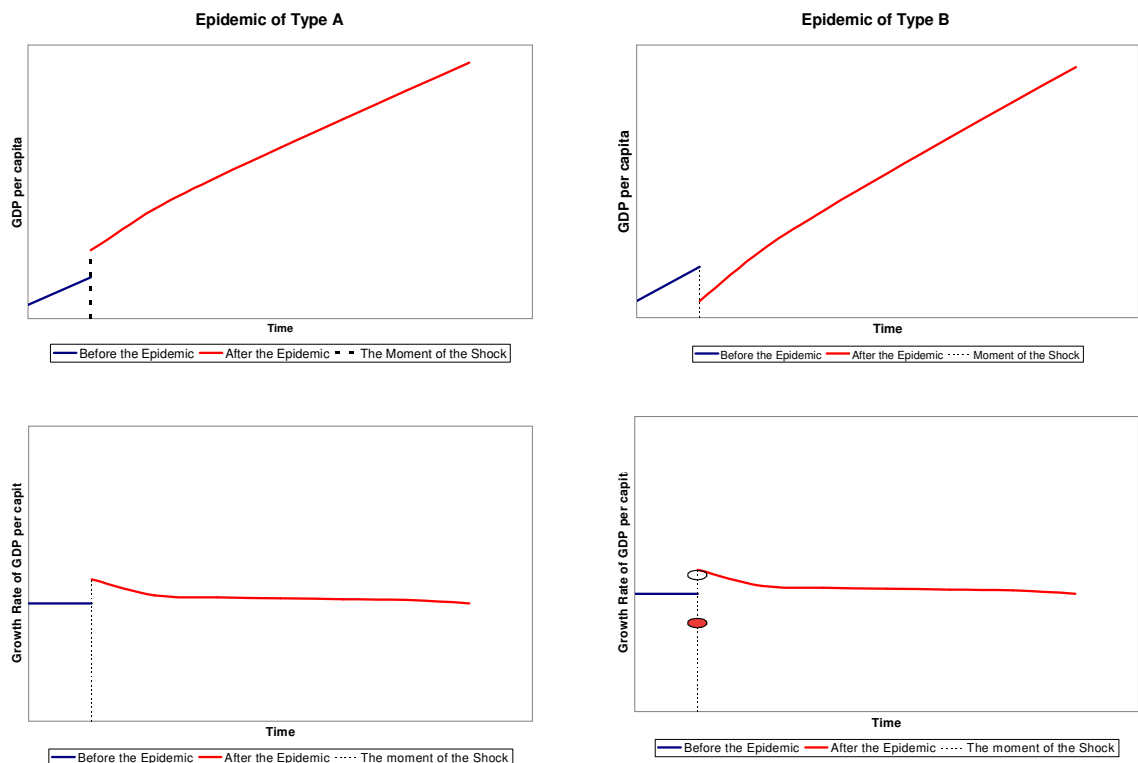 Epidemic of Type A
GDP per capita
Time
Before the Epidemic After the Epidemic The Moment of the Shock
Epidemic of Type B
GDP per capita
Time
Before the Epidemic After the Epidemic Moment of the Shock
Growth Rate of GDP per capit
Time
Before the Epidemic After the Epidemic The moment of the Shock
Growth Rate of GDP per capit
Time
Before the Epidemic After the Epidemic The moment of the Shock